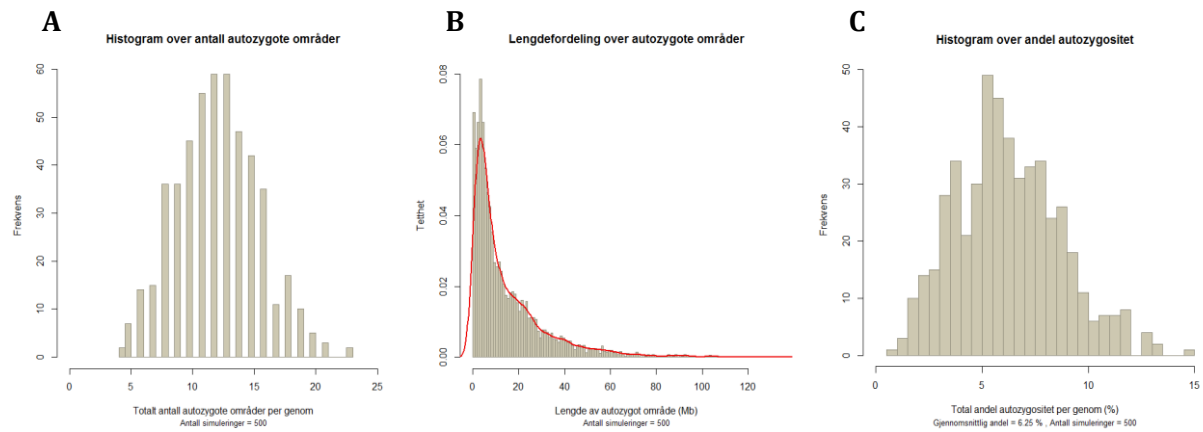 A
Histogram over antall autozygote områder
Frekvens
60
50
40
30
20
10
0
0 5 10 15 20 25
Totalt antall autozygote områder per genom
Antall simuleringer = 500
B
Lengdefordeling over autozygote områder
Tetthet
0.08
0.06
0.04
0.02
0.00
0 20 40 60 80 100 120
Lengde av autozygot område (Mb)
Antall simuleringer = 500
C
Histogram over andel autozygositet
Frekvens
50
40
30
20
10
0
0 5 10 15
Total andel autozygositet per genom (%)
Gjennomsnittlig andel = 6.25 % , Antall simuleringer = 500